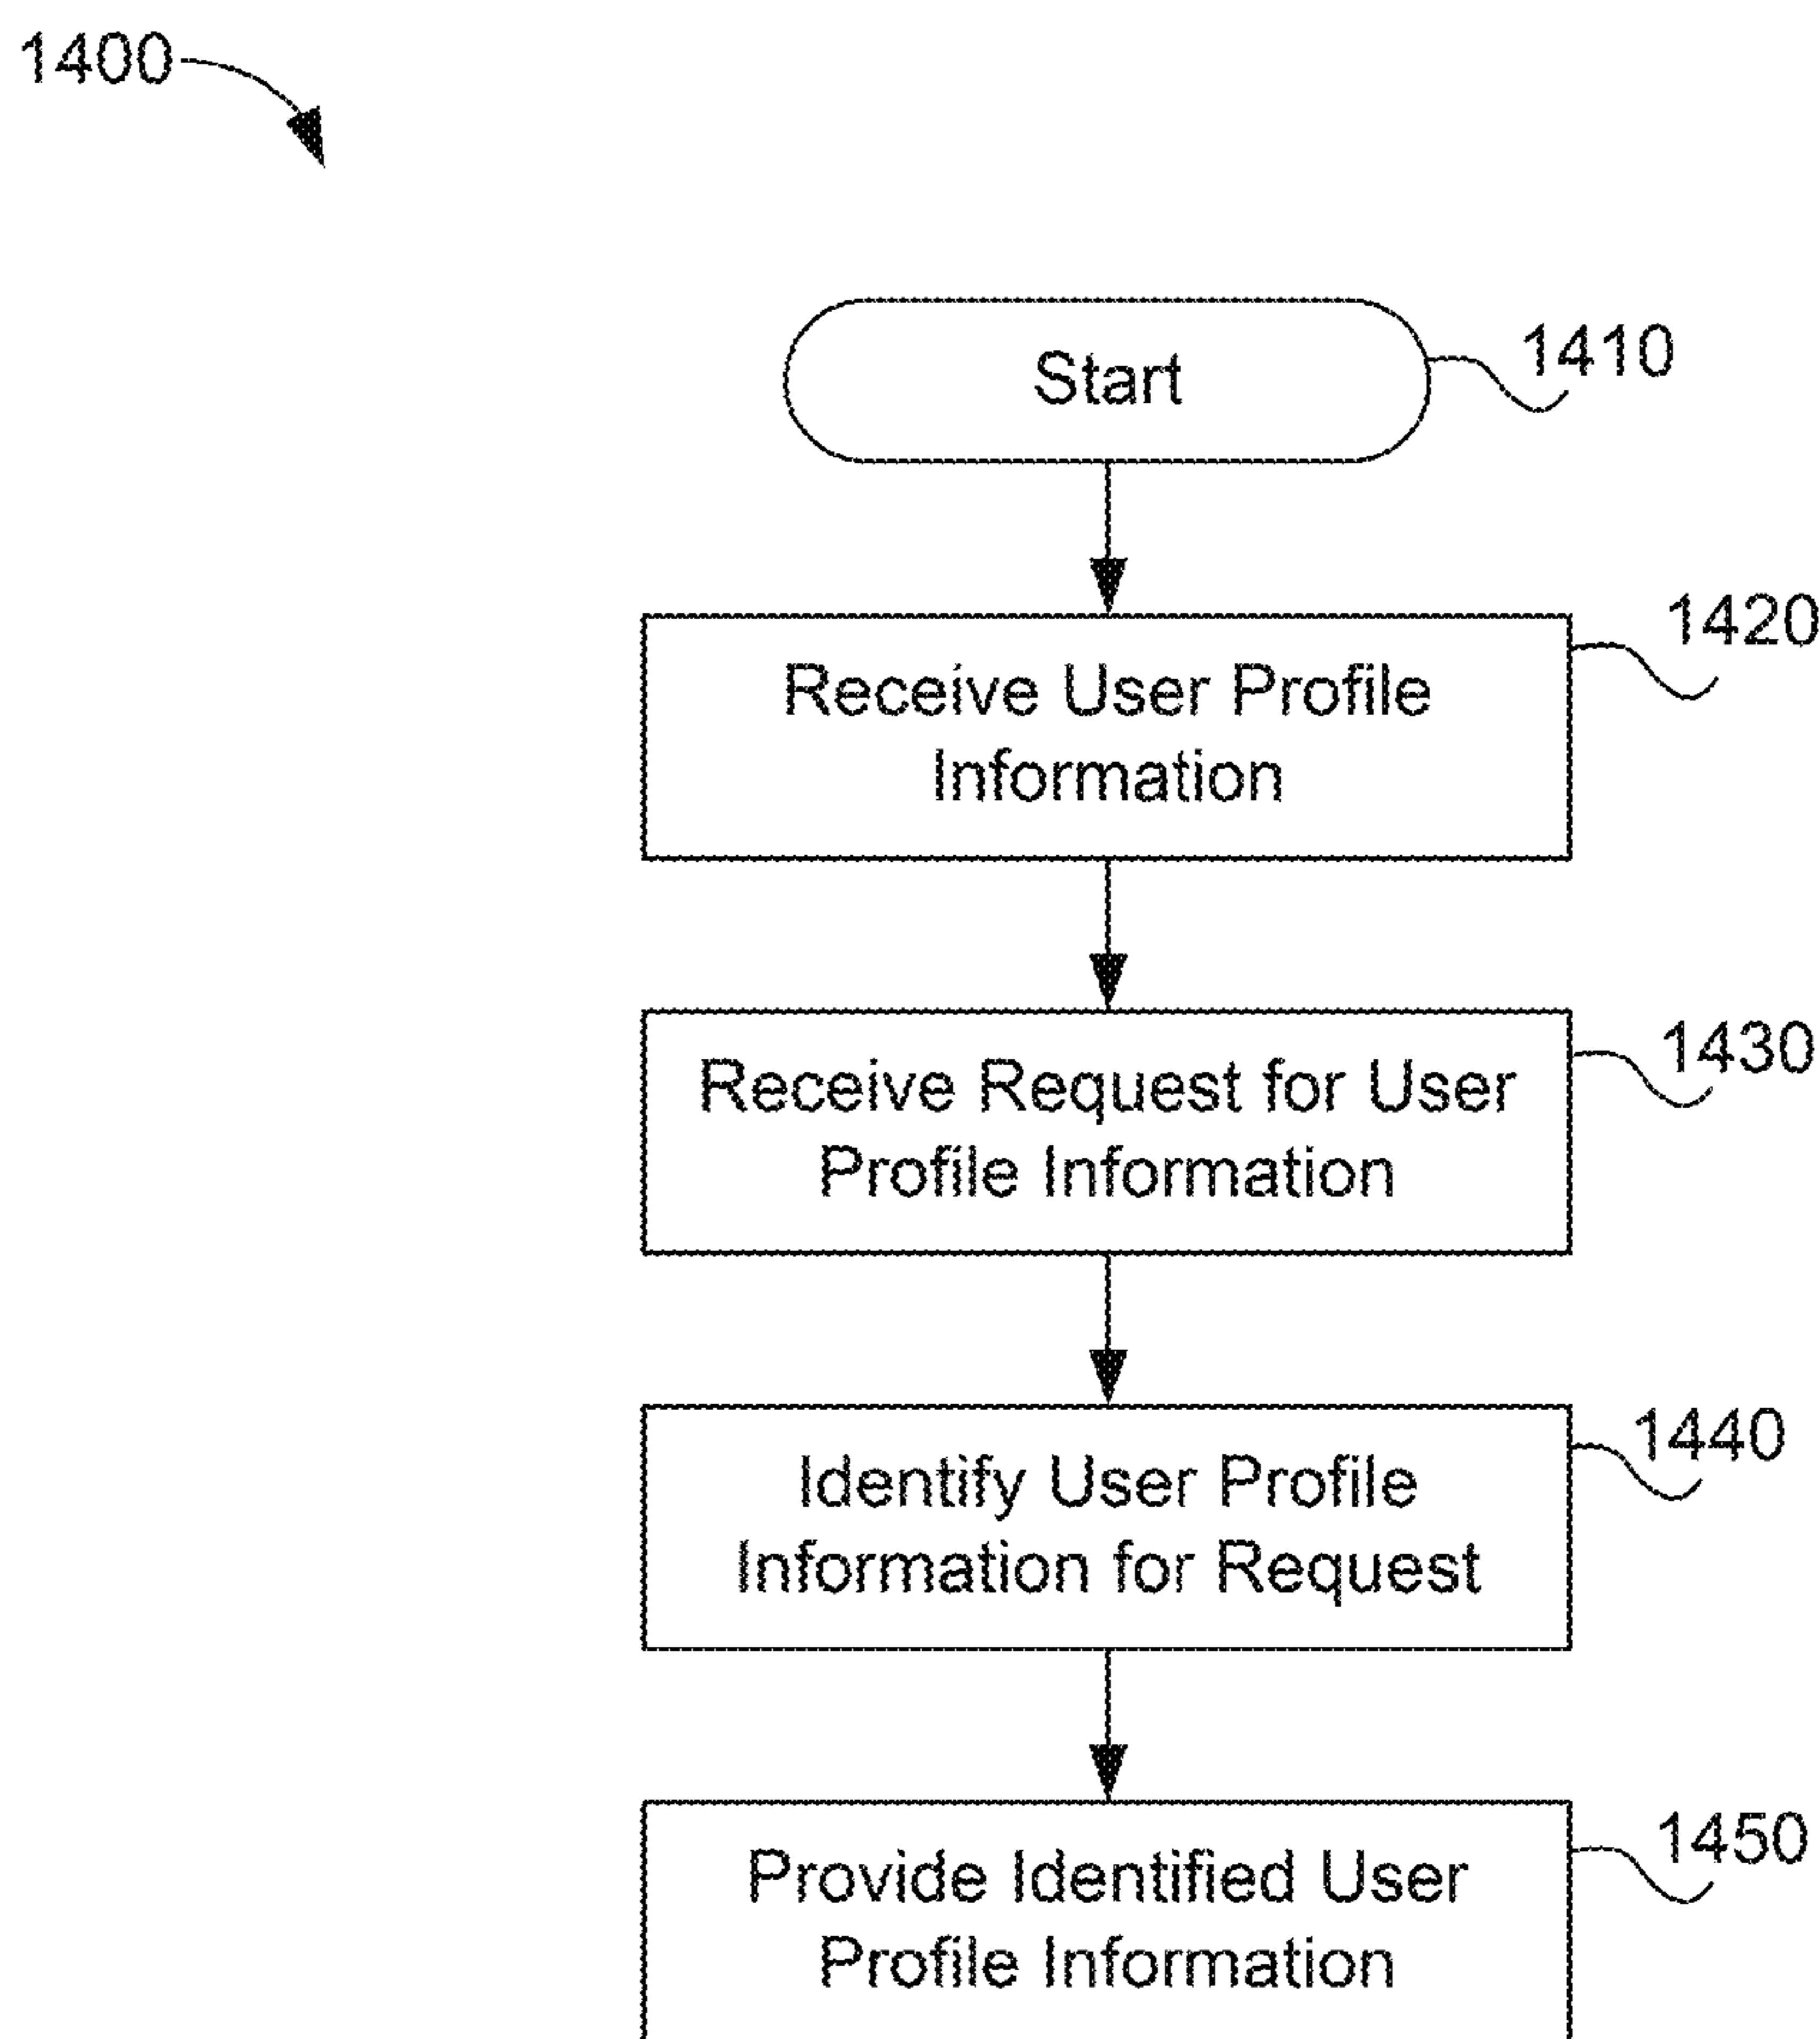 1400
Start
1410
Receive User Profile
Information
1420
Receive Request for User
Profile Information
1430
Identify User Profile
Information for Request
1440
Provide Identified User
Profile Information
1450